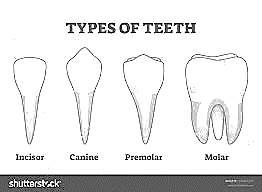 TYPES OF TEETH
Incisor Canine Premolar Molar
shutterstock